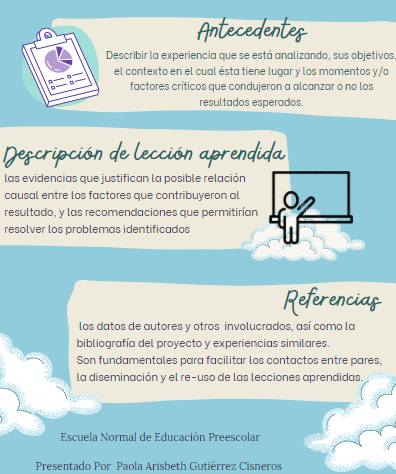 Antecedentes
Describir la experiencia que se está analizando, sus objetivos,
el contexto en el cual ésta tiene lugar y los momentos y/o
factores críticos que condujeron a alcanzar o no los
resultados esperados.
Descripción de lección aprendida
las evidencias que justifican la posible relación
causal entre los factores que contribuyeron al
resultado, y las recomendaciones que permitirían
resolver los problemas identificados
Referencias
los datos de autores y otros involucrados, así como la
bibliografía del proyecto y experiencias similares.
Son fundamentales para facilitar los contactos entre pares,
la diseminación y el re-uso de las lecciones aprendidas.
Escuela Normal de Educación Preescolar
Presentado Por Paola Arisbeth Gutiérrez Cisneros